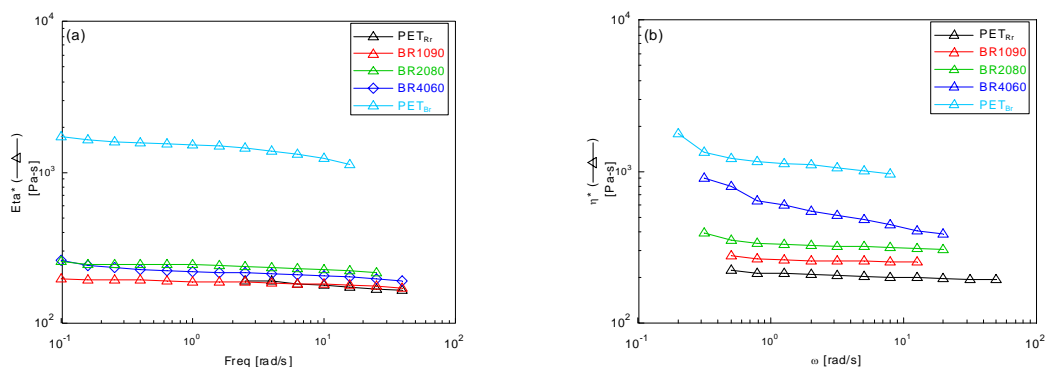 (a)
PET_Rr
BR1090
BR2080
BR4060
PET_Br
10^4
10^3
10^2
Eta* (—△—)
[Pa-s]
10^-1
10^0
10^1
10^2
Freq [rad/s]
(b)
PET_Rr
BR1090
BR2080
BR4060
PET_Br
10^4
10^3
10^2
η* (—△—)
[Pa-s]
10^-1
10^0
10^1
10^2
ω [rad/s]